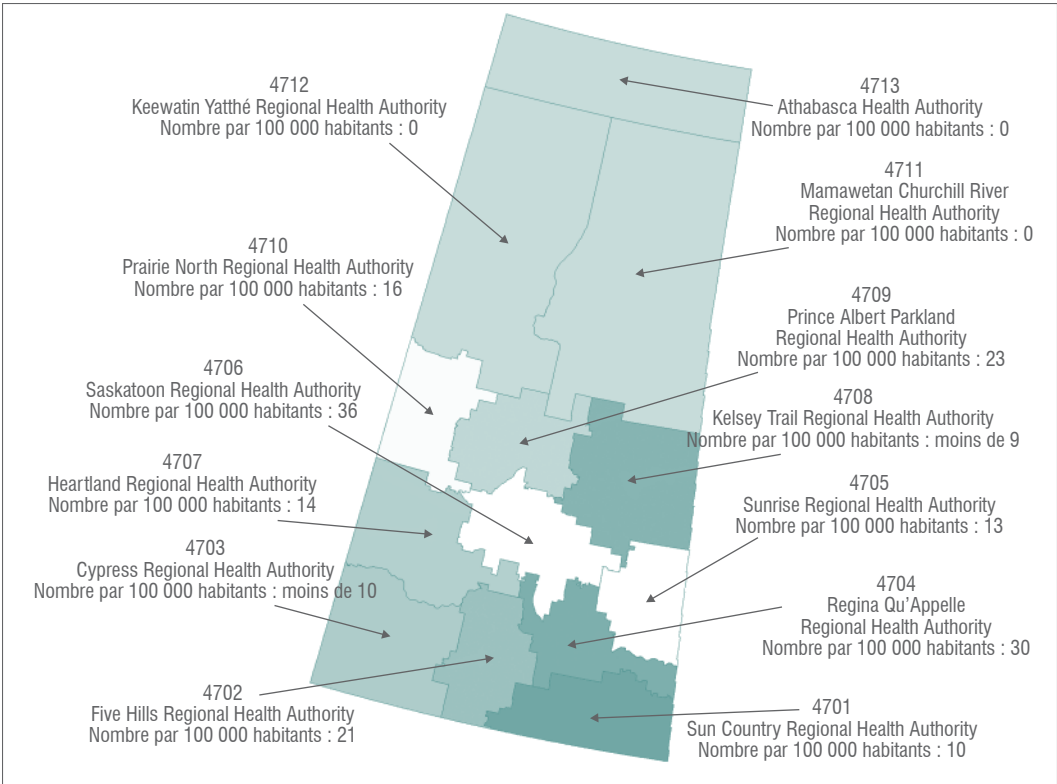 4712
Keewatin Yatthé Regional Health Authority
Nombre par 100 000 habitants : 0
4713
Athabasca Health Authority
Nombre par 100 000 habitants : 0
4711
Mamawetan Churchill River
Regional Health Authority
Nombre par 100 000 habitants : 0
4710
Prairie North Regional Health Authority
Nombre par 100 000 habitants : 16
4709
Prince Albert Parkland
Regional Health Authority
Nombre par 100 000 habitants : 23
4706
Saskatoon Regional Health Authority
Nombre par 100 000 habitants : 36
4708
Kelsey Trail Regional Health Authority
Nombre par 100 000 habitants : moins de 9
4707
Heartland Regional Health Authority
Nombre par 100 000 habitants : 14
4705
Sunrise Regional Health Authority
Nombre par 100 000 habitants : 13
4703
Cypress Regional Health Authority
Nombre par 100 000 habitants : moins de 10
4704
Regina Qu’Appelle
Regional Health Authority
Nombre par 100 000 habitants : 30
4702
Five Hills Regional Health Authority
Nombre par 100 000 habitants : 21
4701
Sun Country Regional Health Authority
Nombre par 100 000 habitants : 10